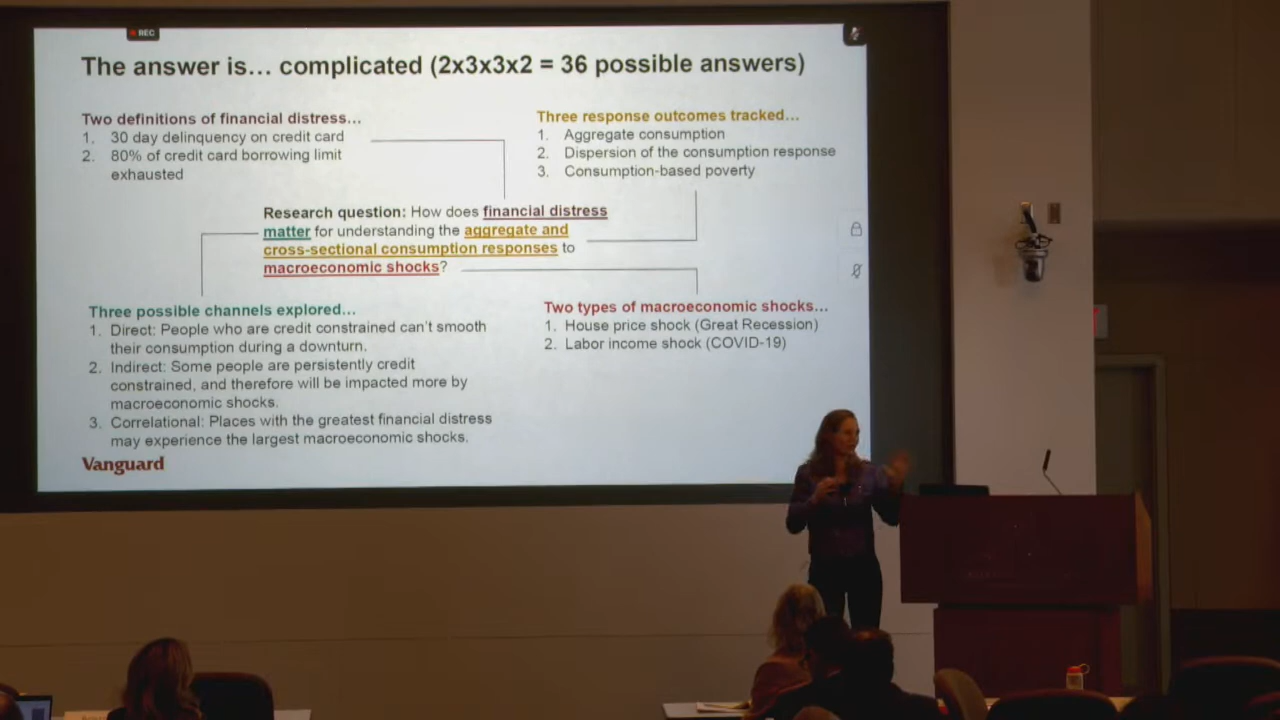 REC
The answer is… complicated (2x3x3x2 = 36 possible answers)
Two definitions of financial distress…
1. 30 day delinquency on credit card
2. 80% of credit card borrowing limit
exhausted
Three response outcomes tracked…
1. Aggregate consumption
2. Dispersion of the consumption response
3. Consumption-based poverty
Research question: How does financial distress
matter for understanding the aggregate and
cross-sectional consumption responses to
macroeconomic shocks?
Three possible channels explored…
1. Direct: People who are credit constrained can't smooth
their consumption during a downturn.
2. Indirect: Some people are persistently credit
constrained, and therefore will be impacted more by
macroeconomic shocks.
3. Correlational: Places with the greatest financial distress
may experience the largest macroeconomic shocks.
Two types of macroeconomic shocks…
1. House price shock (Great Recession)
2. Labor income shock (COVID-19)
Vanguard